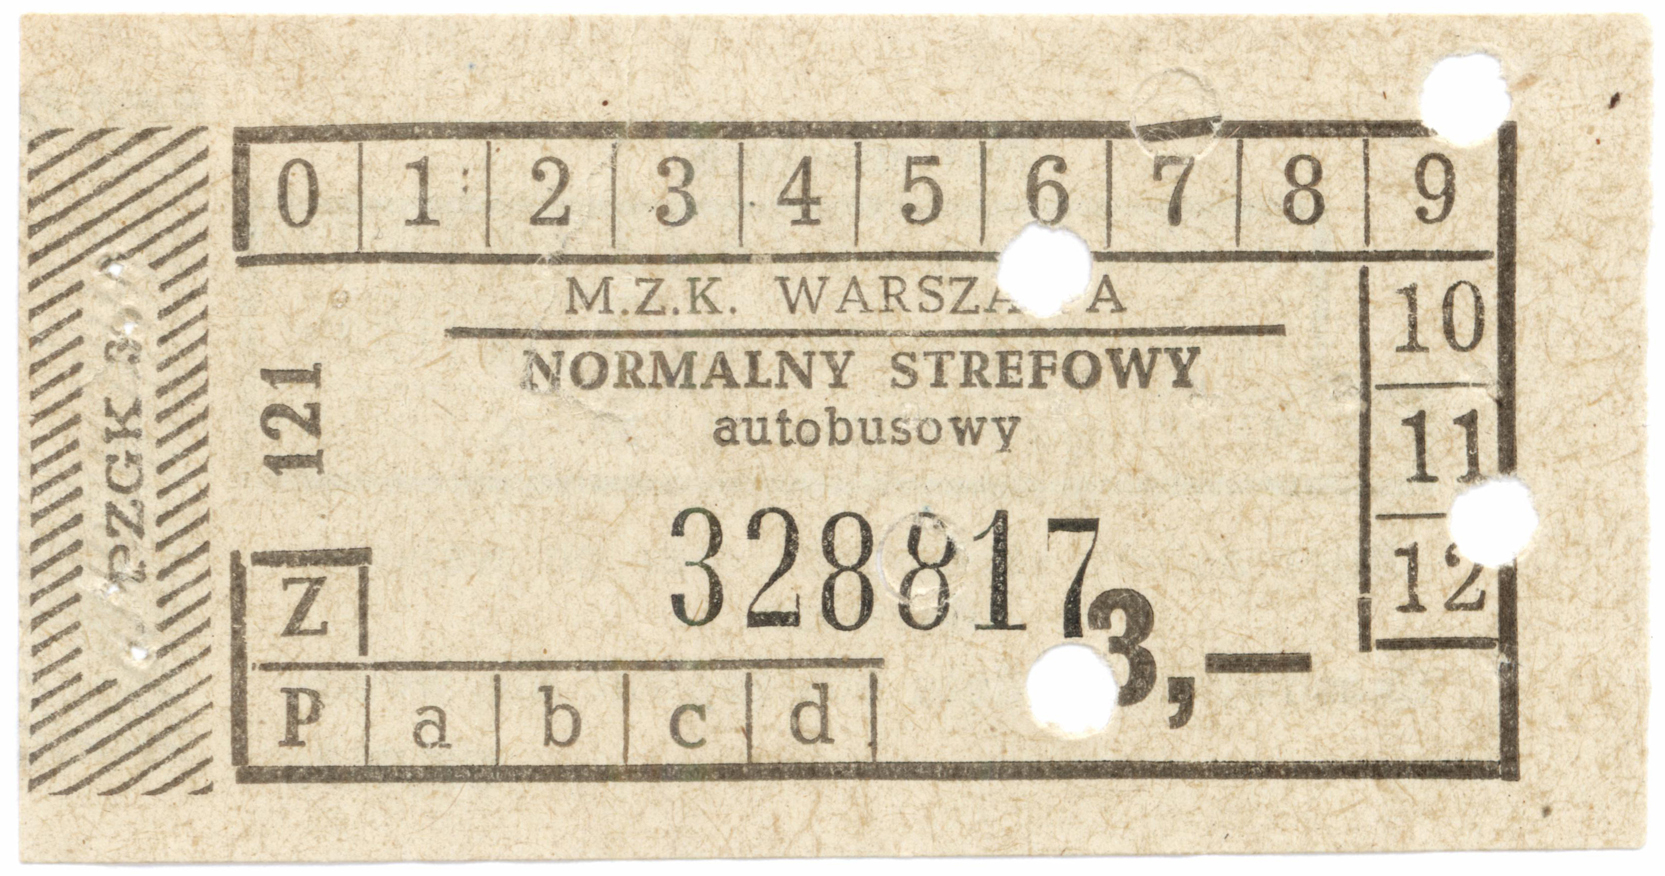 0 1 2 3 4 5 6 7 8 9
M.Z.K. WARSZA A
NORMALNY STREFOWY
autobusowy
10
11
12
121
PZGK
328817
3,—
Z
P a b c d